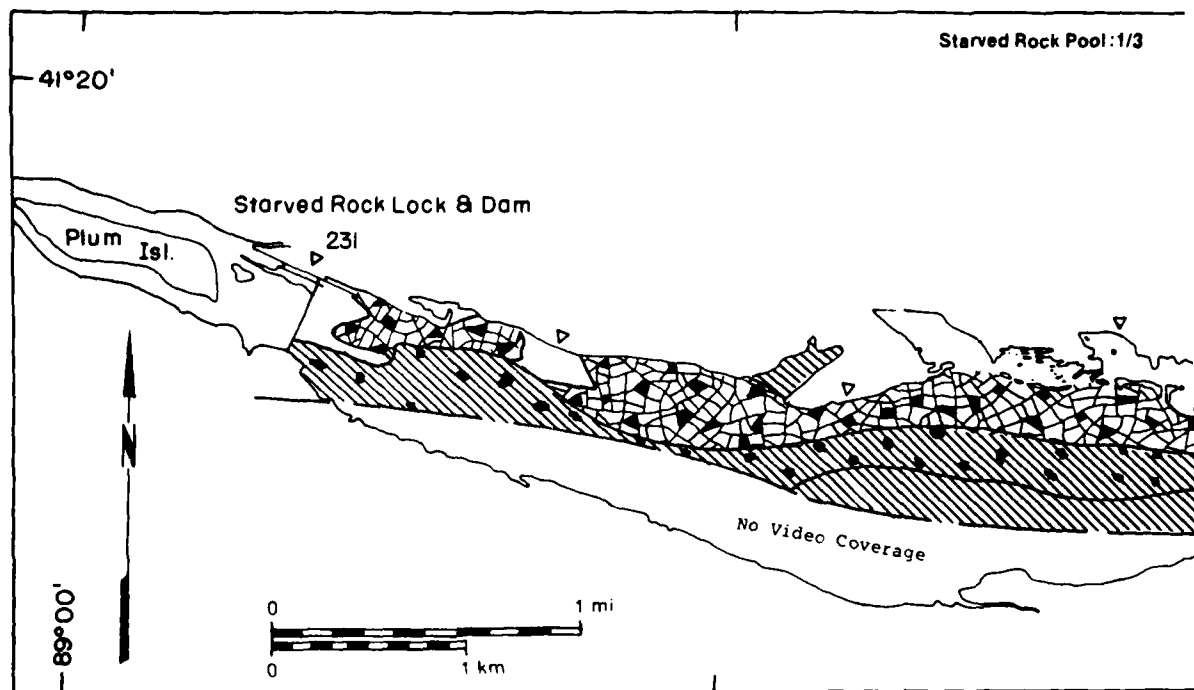 Starved Rock Pool:1/3
41°20'
Starved Rock Lock & Dam
231
Plum Isl.
N
No Video Coverage
89°00'
0 1 mi
0 1 km